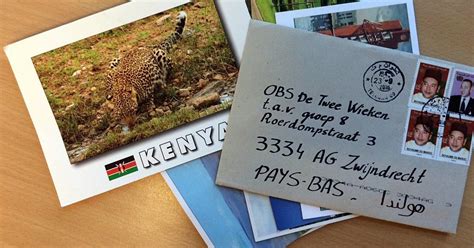 KENYA
OBS De Twee Wieken
t.a.v. groep 8
Roerdompstraat 3
3334 AG Zwijndrecht
PAYS-BAS -
هولندا